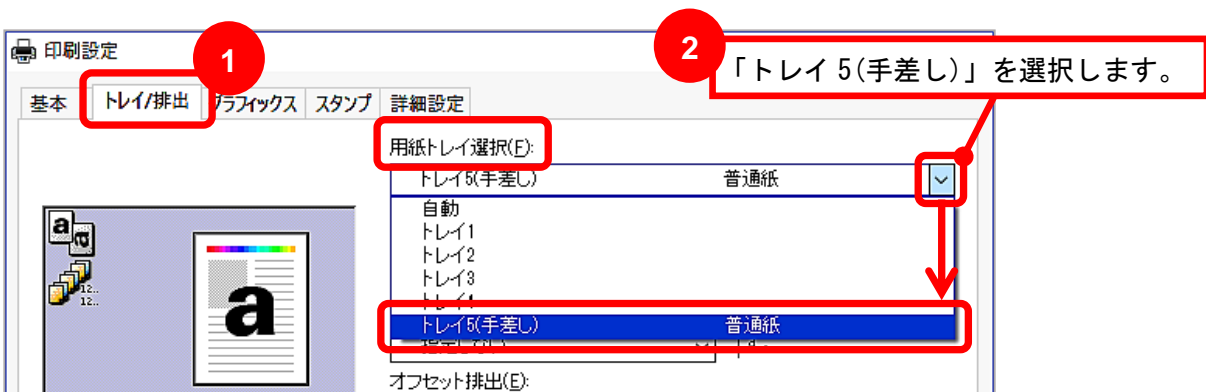 印刷設定
1
2
「トレイ5(手差し)」を選択します。
基本 トレイ/排出 グラフィックス スタンプ 詳細設定
用紙トレイ選択(F):
トレイ5(手差し) 普通紙
自動
トレイ1
トレイ2
トレイ3
トレイ4
トレイ5(手差し) 普通紙
オフセット排出(E):
a
a
12..
12..
a